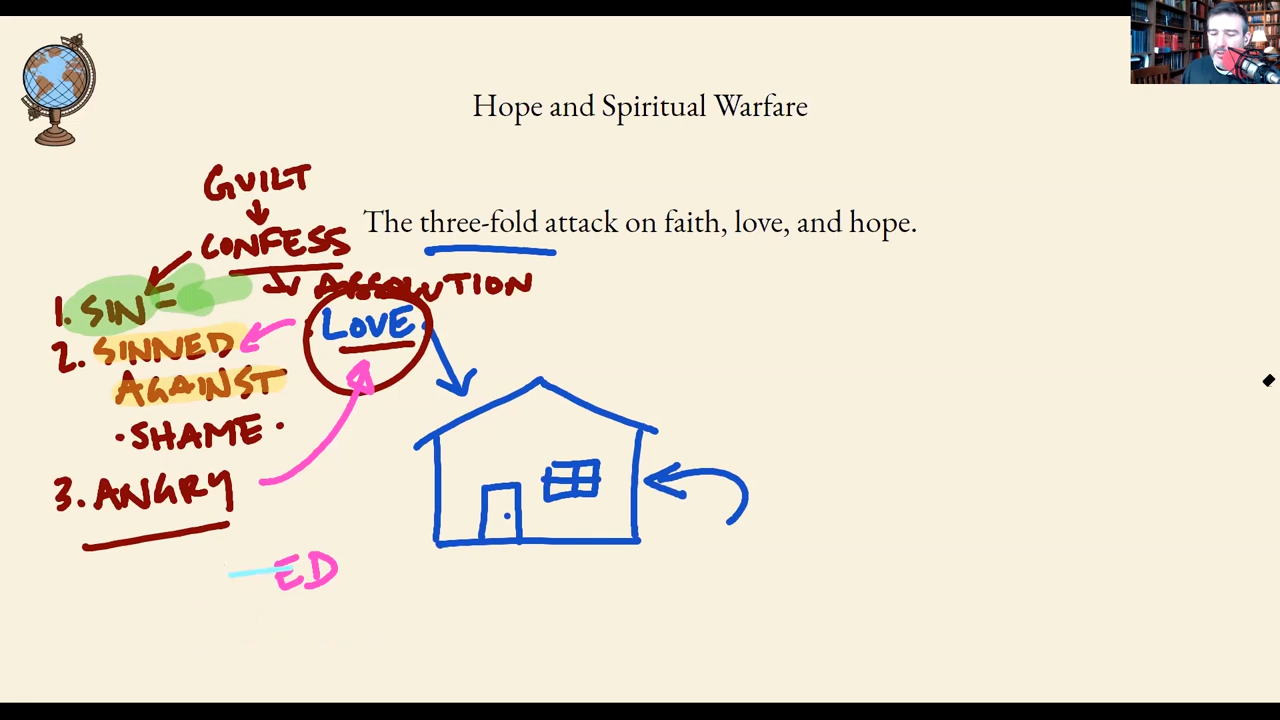 Hope and Spiritual Warfare
GUILT
The three-fold attack on faith, love, and hope.
CONFESS
ABSOLUTION
1. SIN =
LOVE
2. SINNED
AGAINST
·SHAME·
3. ANGRY
ED